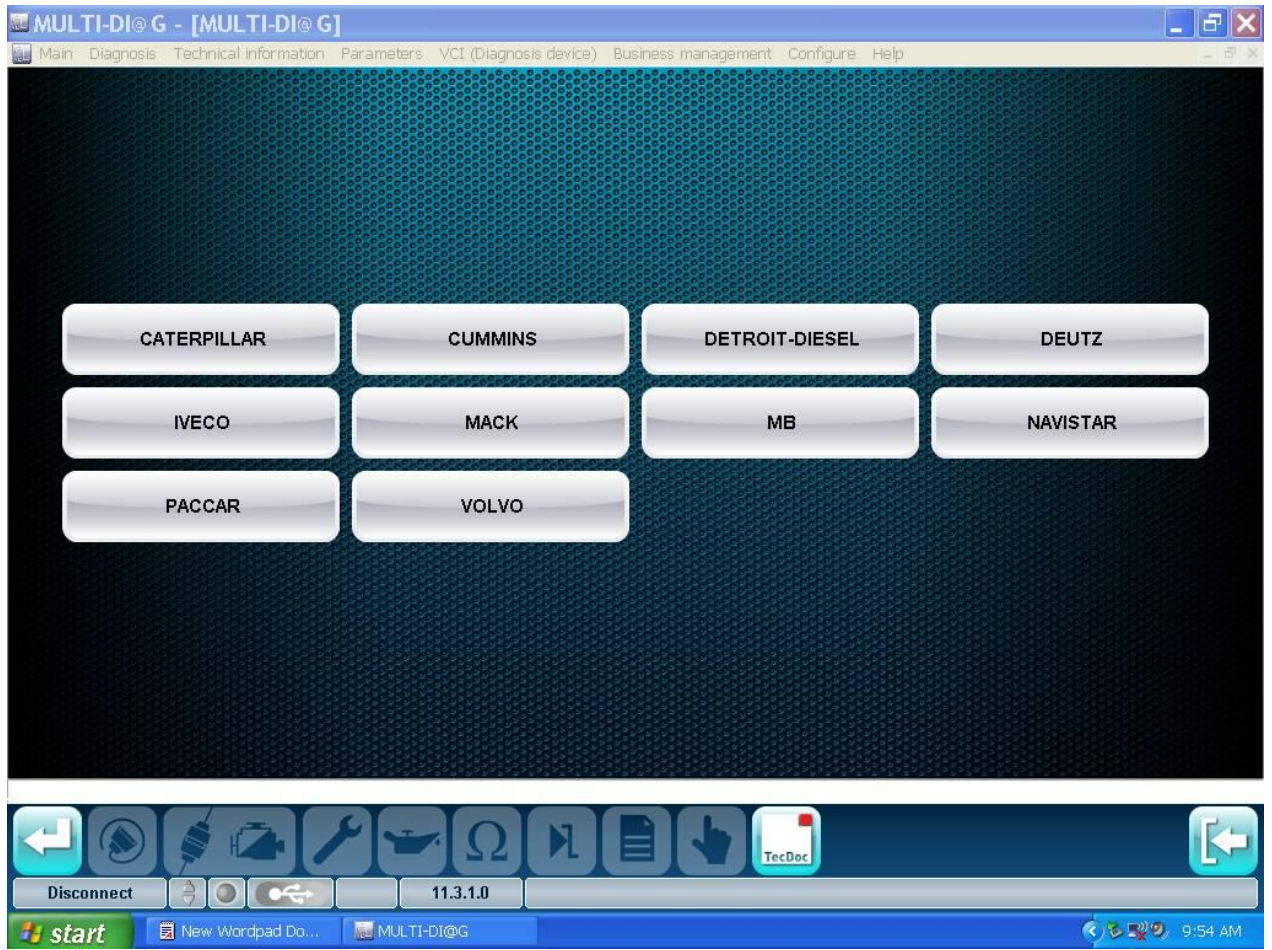 MULTI-DI@G - [MULTI-DI@G]
Main Diagnosis Technical information Parameters VCI (Diagnosis device) Business management Configure Help
CATERPILLAR CUMMINS DETROIT-DIESEL DEUTZ
IVECO MACK MB NAVISTAR
PACCAR VOLVO
Ω
TecDoc
Disconnect 11.3.1.0
start New Wordpad Do... MULTI-DI@G 9:54 AM